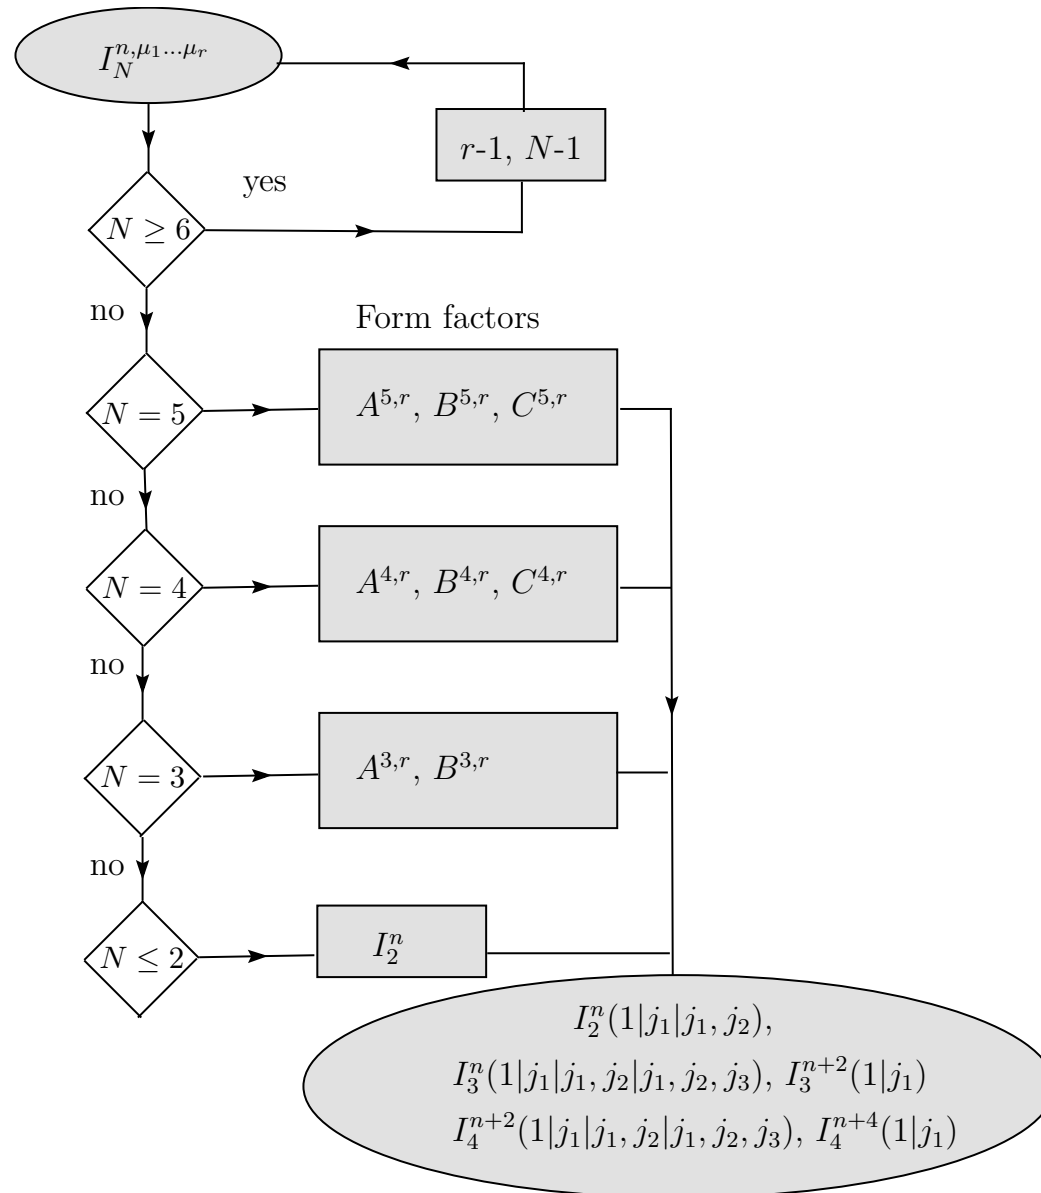 I_N^{n,μ_1...μ_r}
r-1, N-1
yes
N ≥ 6
no
Form factors
N = 5
A^{5,r}, B^{5,r}, C^{5,r}
no
N = 4
A^{4,r}, B^{4,r}, C^{4,r}
no
N = 3
A^{3,r}, B^{3,r}
no
N ≤ 2
I_2^n
I_2^n(1|j_1|j_1, j_2),
I_3^n(1|j_1|j_1, j_2|j_1, j_2, j_3), I_3^{n+2}(1|j_1)
I_4^{n+2}(1|j_1|j_1, j_2|j_1, j_2, j_3), I_4^{n+4}(1|j_1)